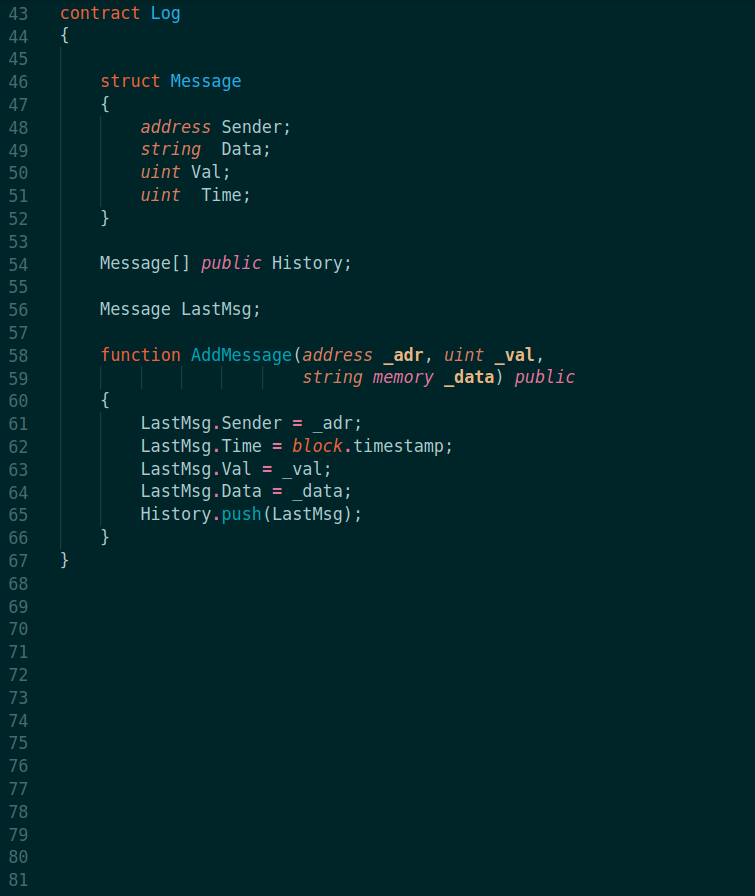 43 contract Log
44 {
45
46     struct Message
47     {
48         address Sender;
49         string  Data;
50         uint Val;
51         uint  Time;
52     }
53
54     Message[] public History;
55
56     Message LastMsg;
57
58     function AddMessage(address _adr, uint _val,
59                         string memory _data) public
60     {
61         LastMsg.Sender = _adr;
62         LastMsg.Time = block.timestamp;
63         LastMsg.Val = _val;
64         LastMsg.Data = _data;
65         History.push(LastMsg);
66     }
67 }
68
69
70
71
72
73
74
75
76
77
78
79
80
81